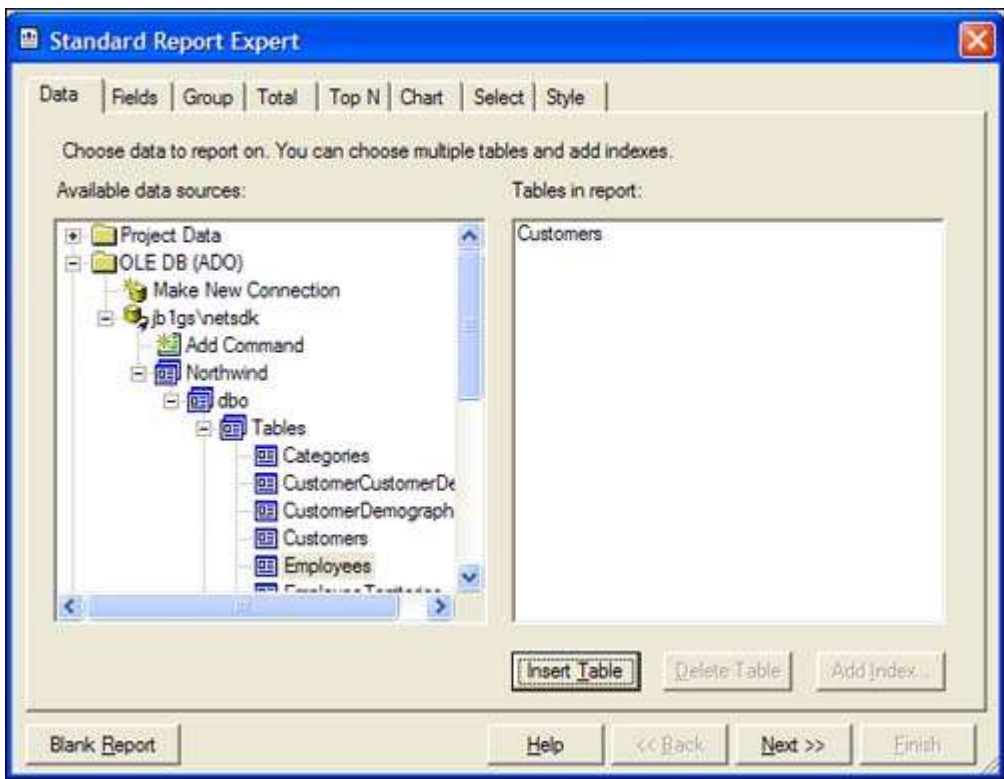 Standard Report Expert
Data Fields Group Total Top N Chart Select Style
Choose data to report on. You can choose multiple tables and add indexes.
Available data sources:
Project Data
OLE DB (ADO)
Make New Connection
jb1gs\netsdk
Add Command
Northwind
dbo
Tables
Categories
CustomerCustomerDe
CustomerDemograph
Customers
Employees
EmployeeTerritories
Tables in report:
Customers
Insert Table Delete Table Add Index...
Blank Report Help << Back Next >> Finish